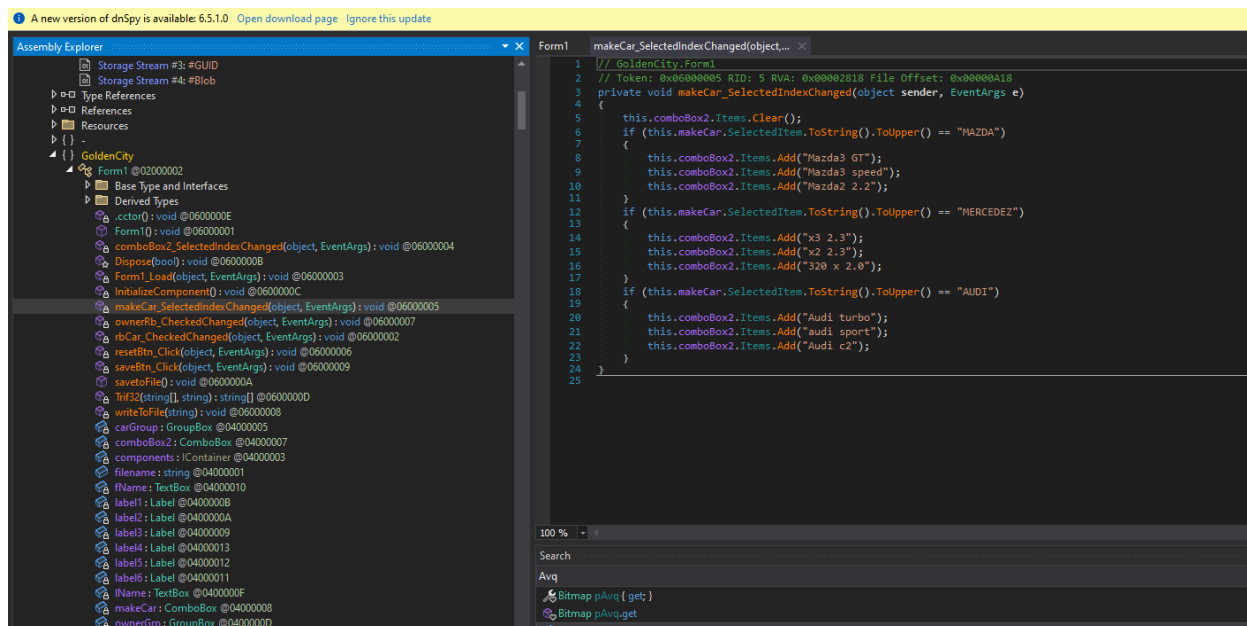 A new version of dnSpy is available: 6.5.1.0 Open download page Ignore this update
Assembly Explorer
Storage Stream #3: #GUID
Storage Stream #4: #Blob
Type References
References
Resources
{ } -
{ } GoldenCity
Form1 @02000002
Base Type and Interfaces
Derived Types
.cctor() : void @0600000E
Form1() : void @06000001
comboBox2_SelectedIndexChanged(object, EventArgs) : void @06000004
Dispose(bool) : void @0600000B
Form1_Load(object, EventArgs) : void @06000003
InitializeComponent() : void @0600000C
makeCar_SelectedIndexChanged(object, EventArgs) : void @06000005
ownerRb_CheckedChanged(object, EventArgs) : void @06000007
rbCar_CheckedChanged(object, EventArgs) : void @06000002
resetBtn_Click(object, EventArgs) : void @06000006
saveBtn_Click(object, EventArgs) : void @06000009
savetoFile() : void @0600000A
Trif32(string[], string) : string[] @0600000D
writeToFile(string) : void @06000008
carGroup : GroupBox @04000005
comboBox2 : ComboBox @04000007
components : IContainer @04000003
filename : string @04000001
fName : TextBox @04000010
label1 : Label @0400000B
label2 : Label @0400000A
label3 : Label @04000009
label4 : Label @04000013
label5 : Label @04000012
label6 : Label @04000011
lName : TextBox @0400000F
makeCar : ComboBox @04000008
ownerGrp : GroupBox @0400000D
Form1 makeCar_SelectedIndexChanged(object,...
1 // GoldenCity.Form1
2 // Token: 0x06000005 RID: 5 RVA: 0x00002818 File Offset: 0x00000A18
3 private void makeCar_SelectedIndexChanged(object sender, EventArgs e)
4 {
5 this.comboBox2.Items.Clear();
6 if (this.makeCar.SelectedItem.ToString().ToUpper() == "MAZDA")
7 {
8 this.comboBox2.Items.Add("Mazda3 GT");
9 this.comboBox2.Items.Add("Mazda3 speed");
10 this.comboBox2.Items.Add("Mazda2 2.2");
11 }
12 if (this.makeCar.SelectedItem.ToString().ToUpper() == "MERCEDEZ")
13 {
14 this.comboBox2.Items.Add("x3 2.3");
15 this.comboBox2.Items.Add("x2 2.3");
16 this.comboBox2.Items.Add("320 x 2.0");
17 }
18 if (this.makeCar.SelectedItem.ToString().ToUpper() == "AUDI")
19 {
20 this.comboBox2.Items.Add("Audi turbo");
21 this.comboBox2.Items.Add("audi sport");
22 this.comboBox2.Items.Add("Audi c2");
23 }
24 }
25
100 %
Search
Avq
Bitmap pAvq { get; }
Bitmap pAvq.get